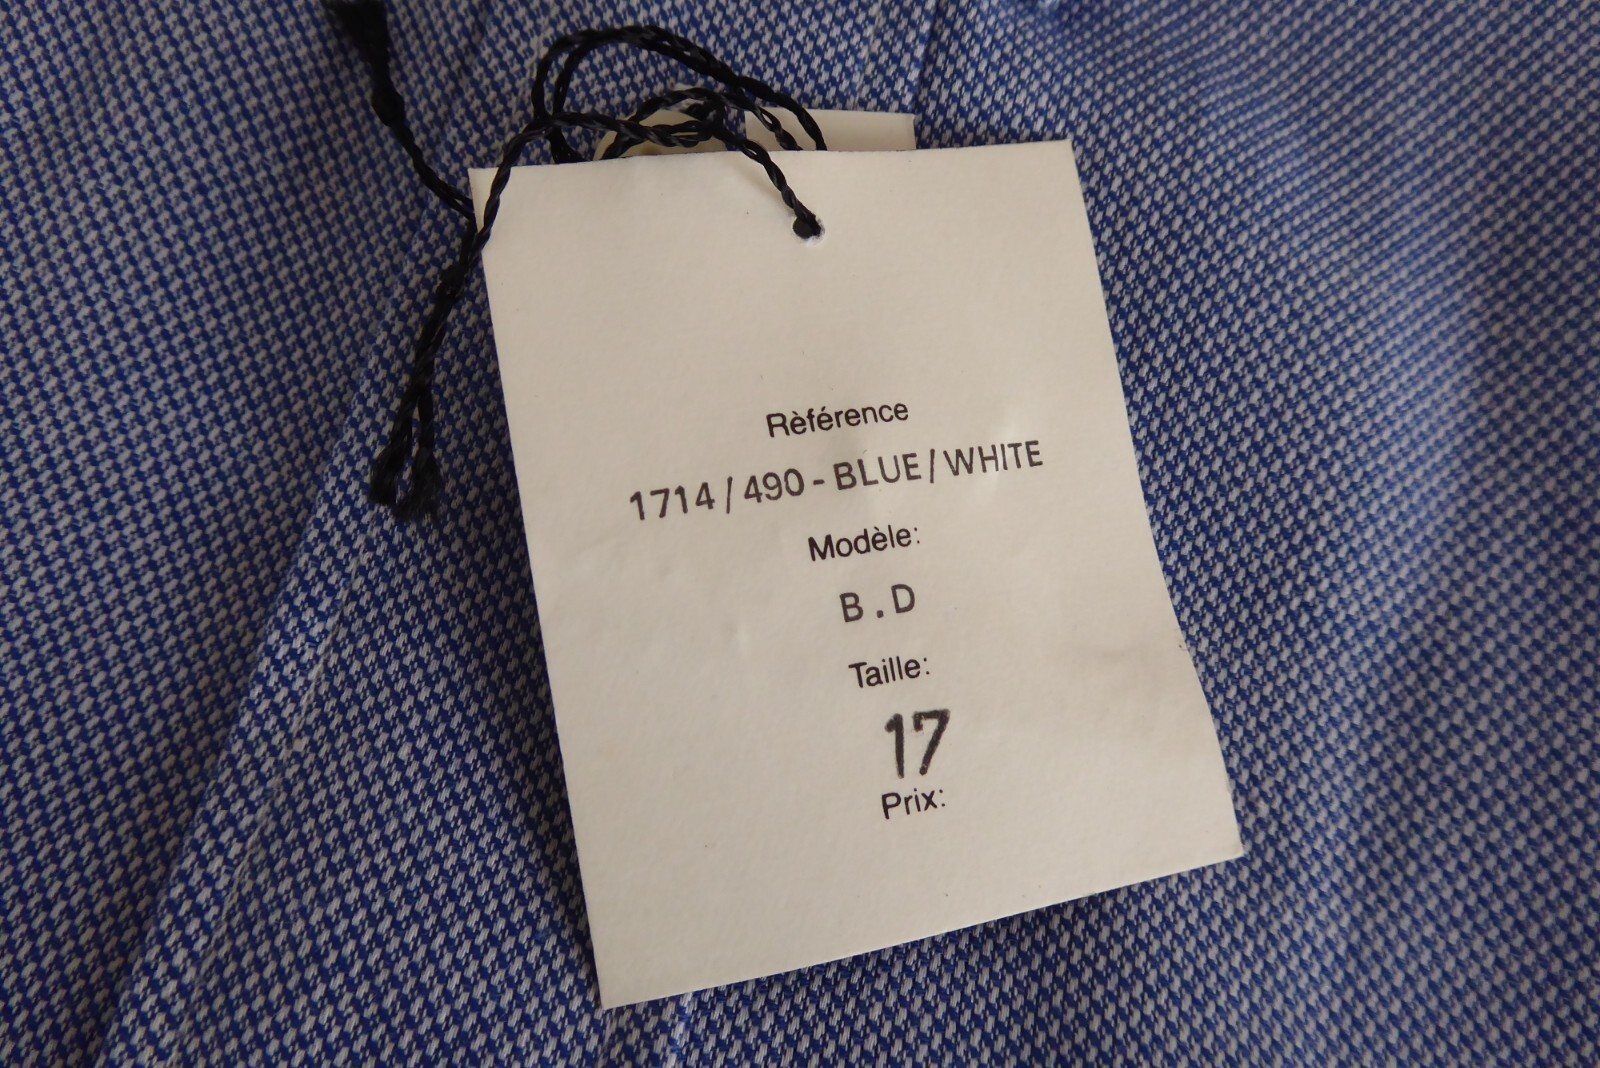 Rèférence
1714/490-BLUE/WHITE
Modèle:
B.D
Taille:
17
Prix: